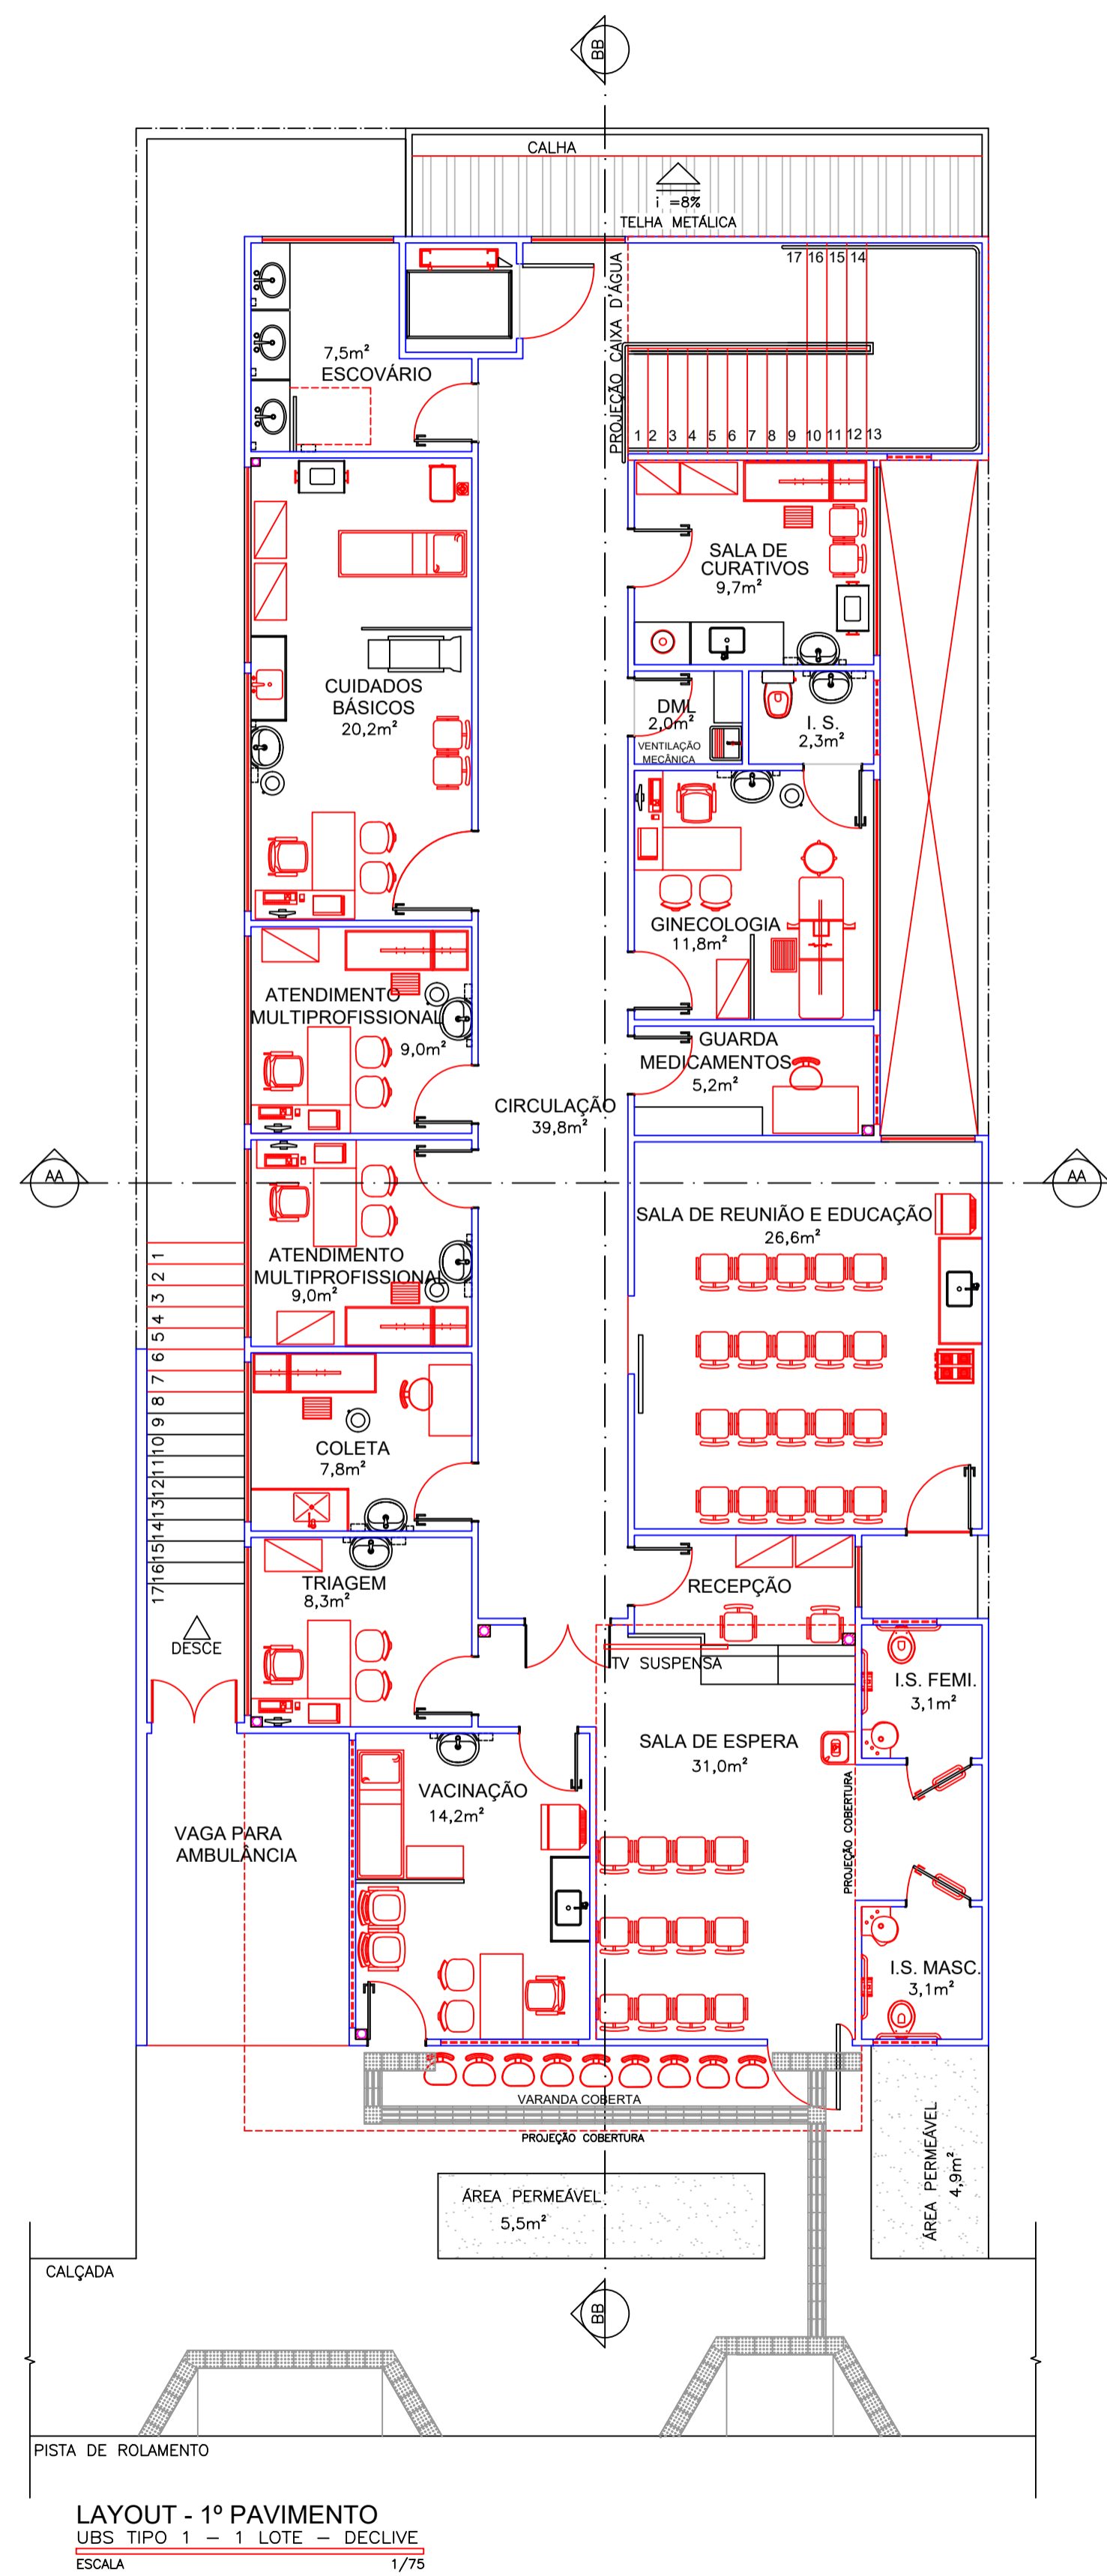 BB
CALHA
i =8%
TELHA METÁLICA
PROJEÇÃO CAIXA D'ÁGUA
17 16 15 14
1 2 3 4 5 6 7 8 9 10 11 12 13
7,5m²
ESCOVÁRIO
SALA DE
CURATIVOS
9,7m²
CUIDADOS
BÁSICOS
20,2m²
DML
2,0m²
VENTILAÇÃO
MECÂNICA
I. S.
2,3m²
GINECOLOGIA
11,8m²
ATENDIMENTO
MULTIPROFISSIONAL
9,0m²
GUARDA
MEDICAMENTOS
5,2m²
CIRCULAÇÃO
39,8m²
AA
AA
SALA DE REUNIÃO E EDUCAÇÃO
26,6m²
ATENDIMENTO
MULTIPROFISSIONAL
9,0m²
1
2
3
4
5
6
7
8
9
10
11
12
13
14
15
16
17
COLETA
7,8m²
TRIAGEM
8,3m²
RECEPÇÃO
DESCE
TV SUSPENSA
I.S. FEMI.
3,1m²
SALA DE ESPERA
31,0m²
VACINAÇÃO
14,2m²
PROJEÇÃO COBERTURA
VAGA PARA
AMBULÂNCIA
I.S. MASC.
3,1m²
VARANDA COBERTA
PROJEÇÃO COBERTURA
ÁREA PERMEÁVEL
5,5m²
ÁREA PERMEÁVEL
4,9m²
CALÇADA
BB
PISTA DE ROLAMENTO
LAYOUT - 1º PAVIMENTO
UBS TIPO 1 – 1 LOTE – DECLIVE
ESCALA 1/75